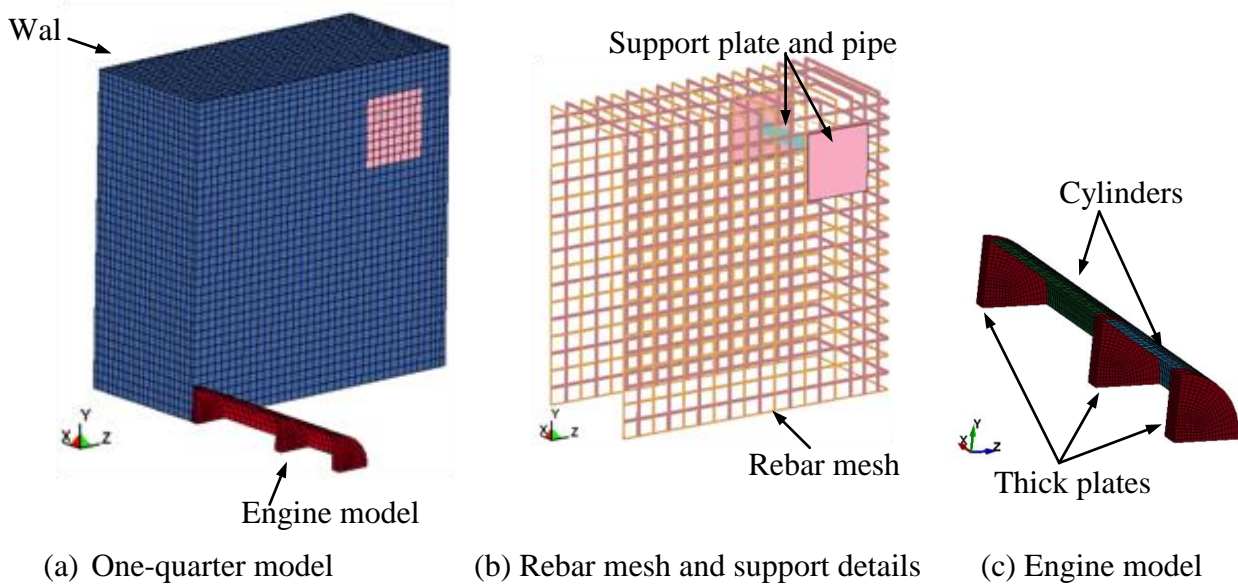 Wal
Support plate and pipe
Cylinders
Y
X
Z
Y
X
Z
Y
X
Z
Rebar mesh
Engine model
Thick plates
(a) One-quarter model
(b) Rebar mesh and support details
(c) Engine model